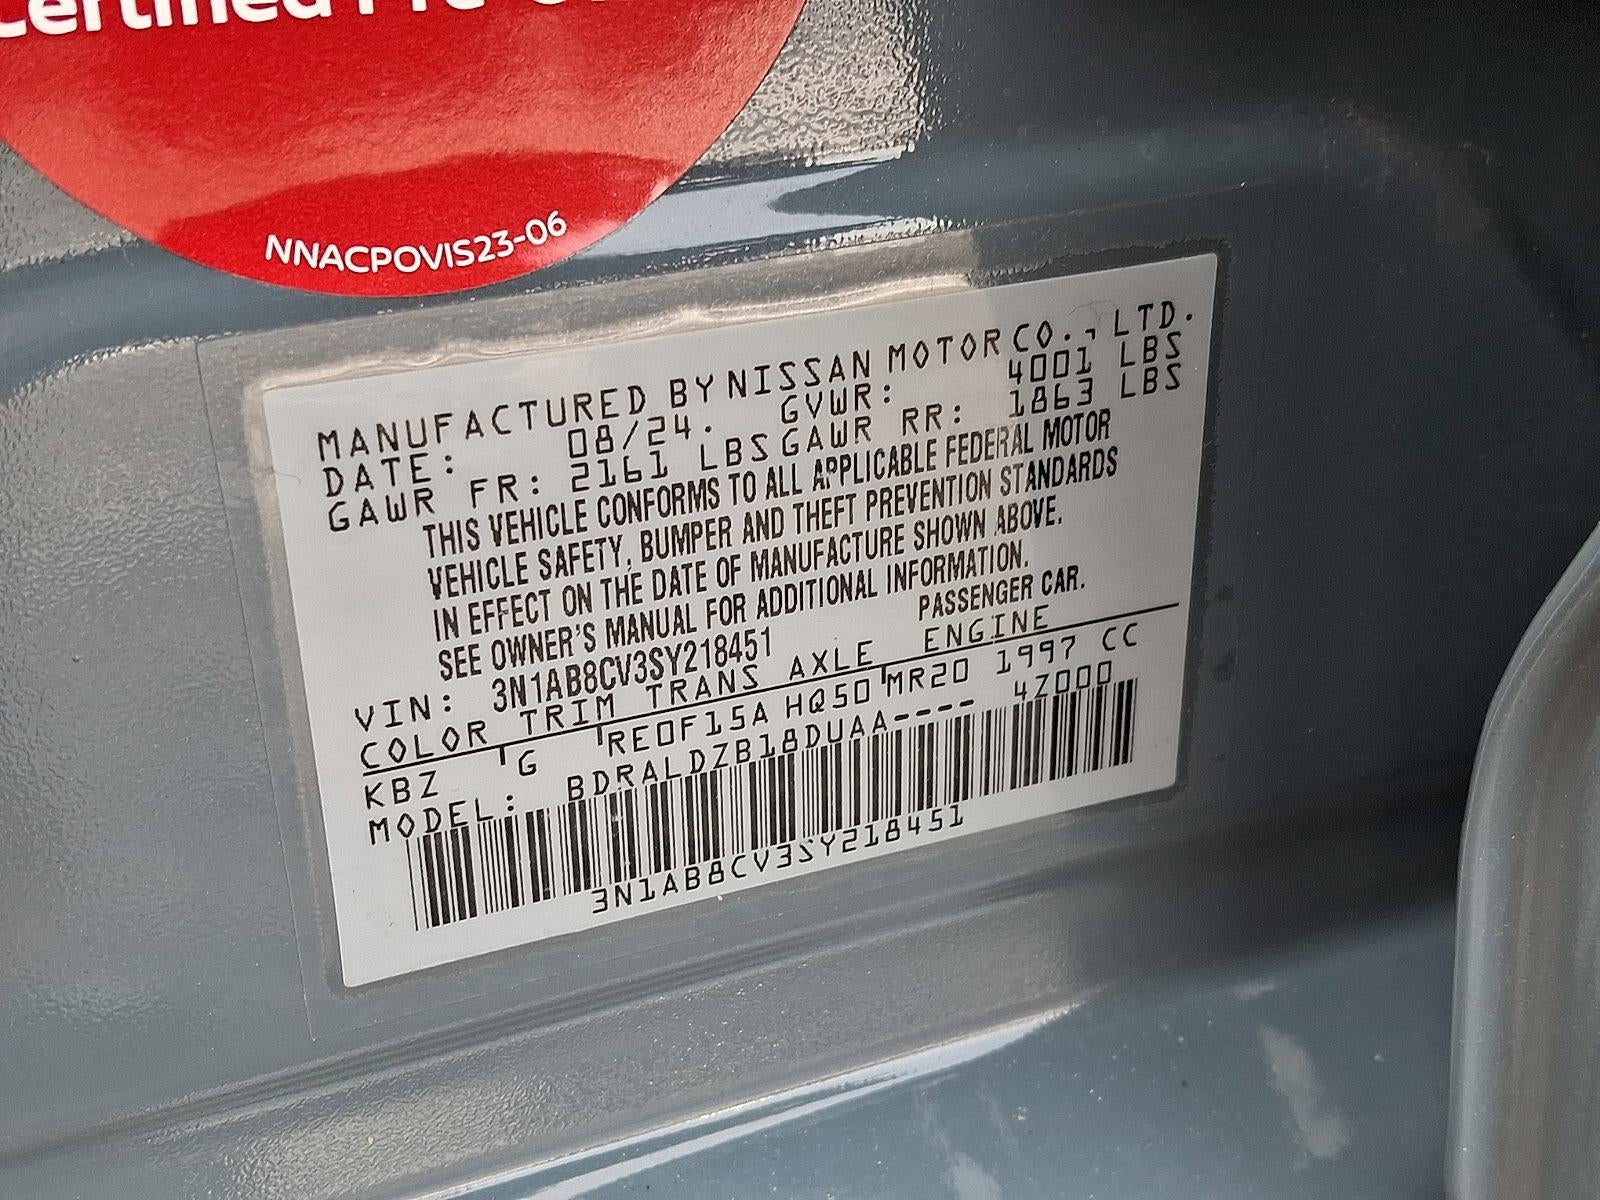 Certified Pre-
NNACPOVIS23-06
MANUFACTURED BY NISSAN MOTOR CO., LTD.
DATE: 08/24. GVWR: 4001 LBS
GAWR FR: 2161 LBS GAWR RR: 1863 LBS
THIS VEHICLE CONFORMS TO ALL APPLICABLE FEDERAL MOTOR
VEHICLE SAFETY, BUMPER AND THEFT PREVENTION STANDARDS
IN EFFECT ON THE DATE OF MANUFACTURE SHOWN ABOVE.
SEE OWNER'S MANUAL FOR ADDITIONAL INFORMATION.
VIN: 3N1AB8CV3SY218451 PASSENGER CAR.
COLOR TRIM TRANS AXLE ENGINE
KBZ G RE0F15A HQ50 MR20 1997 CC
MODEL: BDRALDZB18DUAA---- 4Z000
3N1AB8CV3SY218451